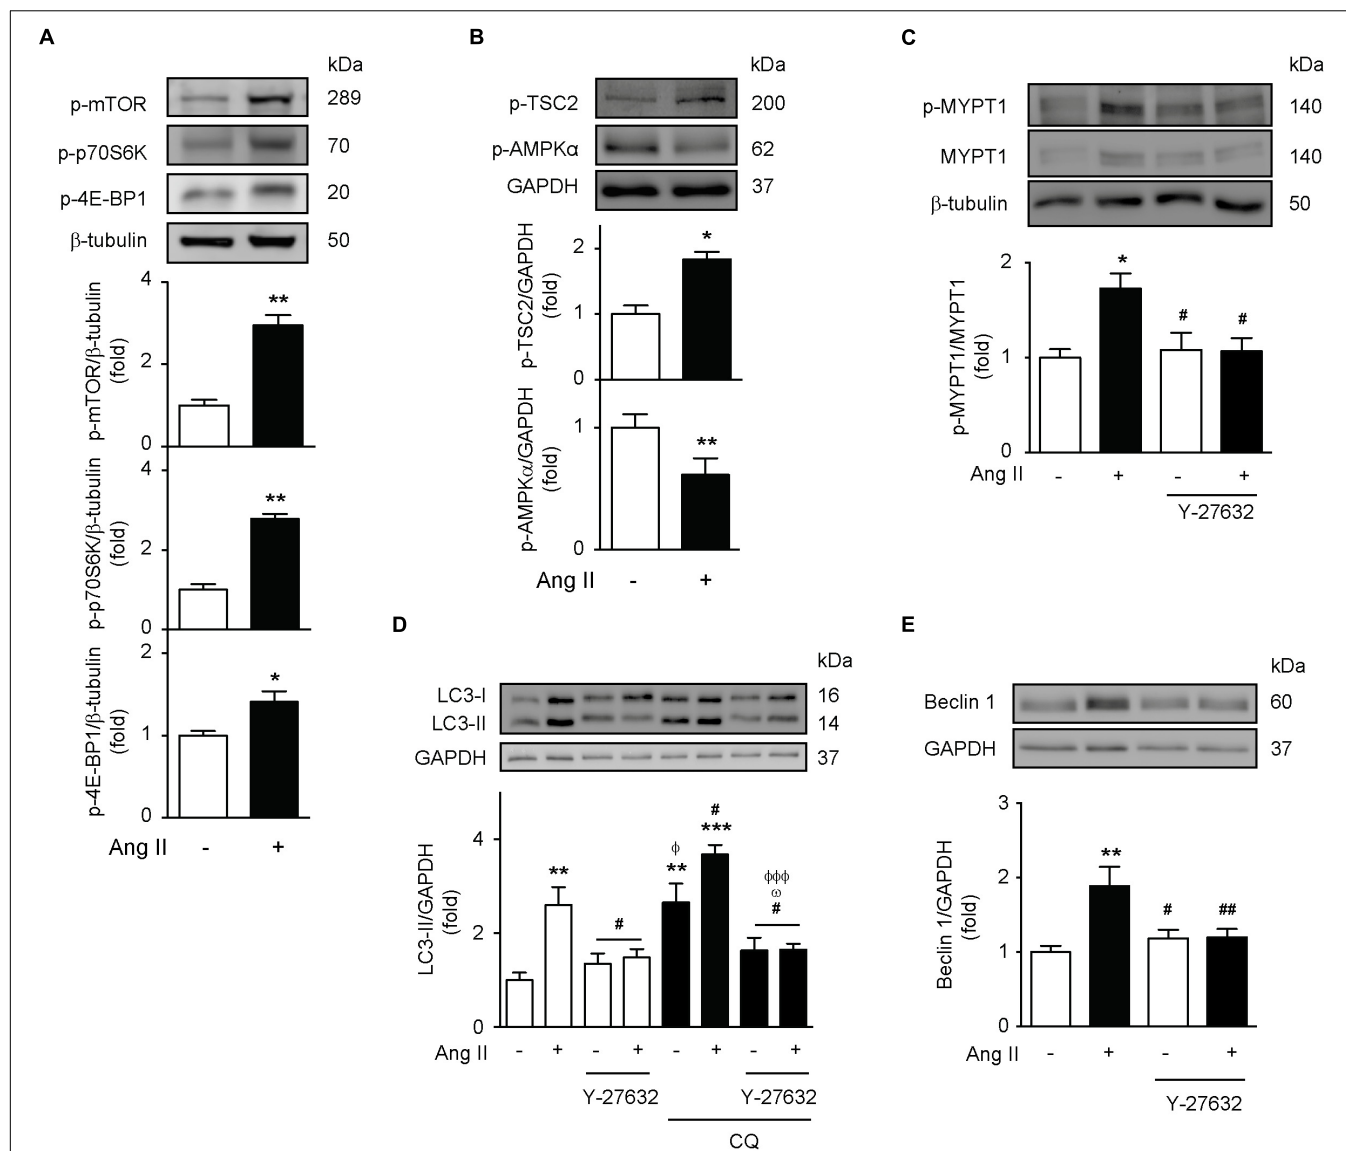 A
kDa
p-mTOR 289
p-p70S6K 70
p-4E-BP1 20
β-tubulin 50
p-mTOR/β-tubulin
(fold)
4
**
2
0
p-p70S6K/β-tubulin
(fold)
4
**
2
0
p-4E-BP1/β-tubulin
(fold)
2
*
1
0
Ang II - +
B
kDa
p-TSC2 200
p-AMPKα 62
GAPDH 37
p-TSC2/GAPDH
(fold)
2
*
1
0
p-AMPKα/GAPDH
(fold)
1
**
0
Ang II - +
C
kDa
p-MYPT1 140
MYPT1 140
β-tubulin 50
p-MYPT1/MYPT1
(fold)
2
*
# #
1
0
Ang II - + - +
Y-27632
D
kDa
LC3-I 16
LC3-II 14
GAPDH 37
LC3-II/GAPDH
(fold)
4
**
#
ϕ
**
#
***
ϕϕϕ
ω
#
2
0
Ang II - + - + - + - +
Y-27632 Y-27632
CQ
E
kDa
Beclin 1 60
GAPDH 37
Beclin 1/GAPDH
(fold)
3
**
2
# ##
1
0
Ang II - + - +
Y-27632